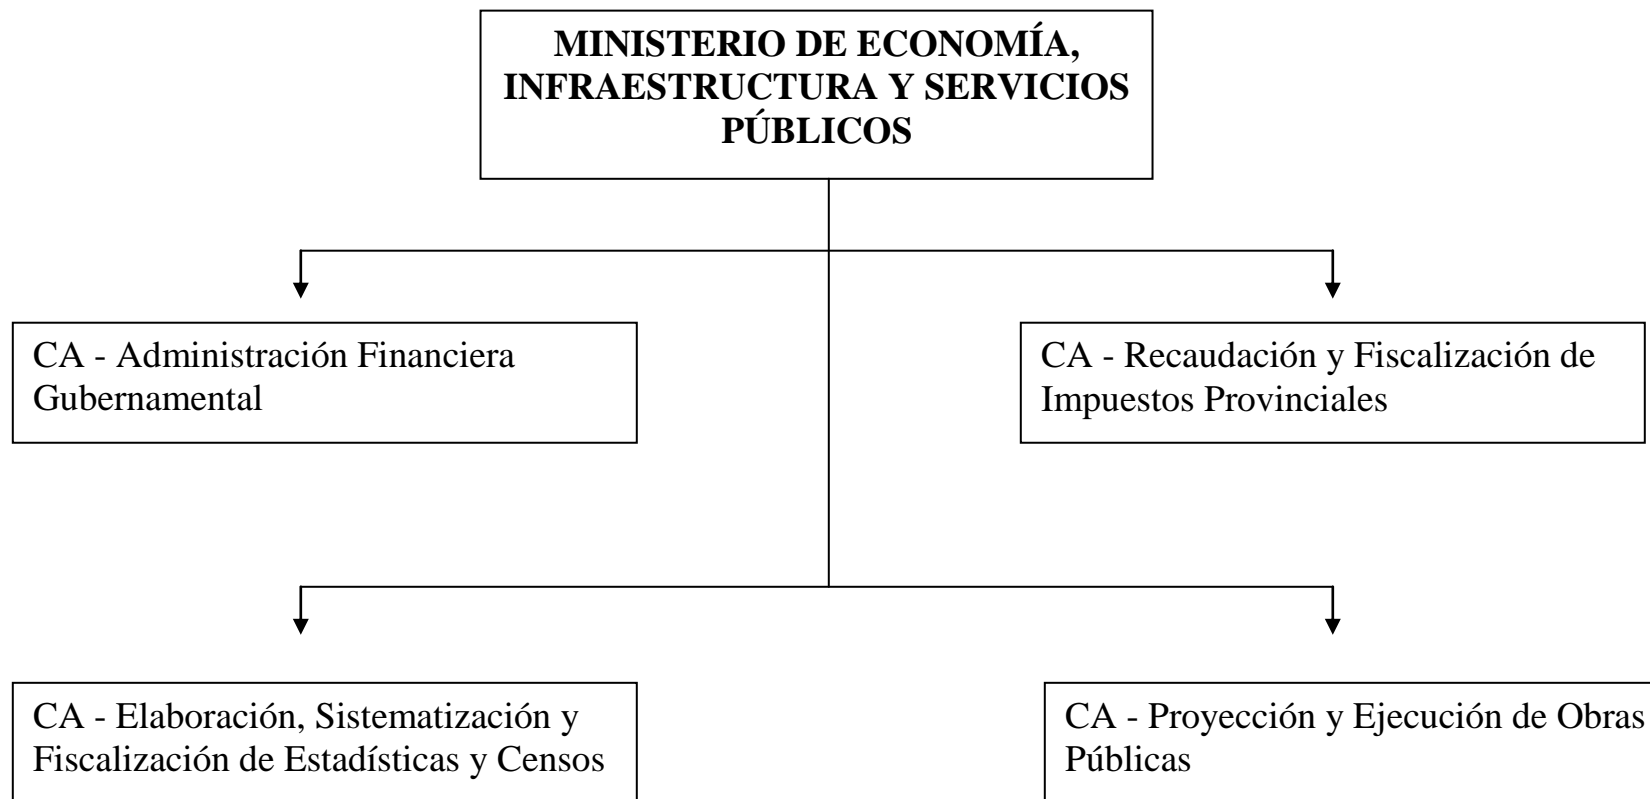 MINISTERIO DE ECONOMÍA,
INFRAESTRUCTURA Y SERVICIOS
PÚBLICOS
CA - Administración Financiera
Gubernamental
CA - Recaudación y Fiscalización de
Impuestos Provinciales
CA - Elaboración, Sistematización y
Fiscalización de Estadísticas y Censos
CA - Proyección y Ejecución de Obras
Públicas